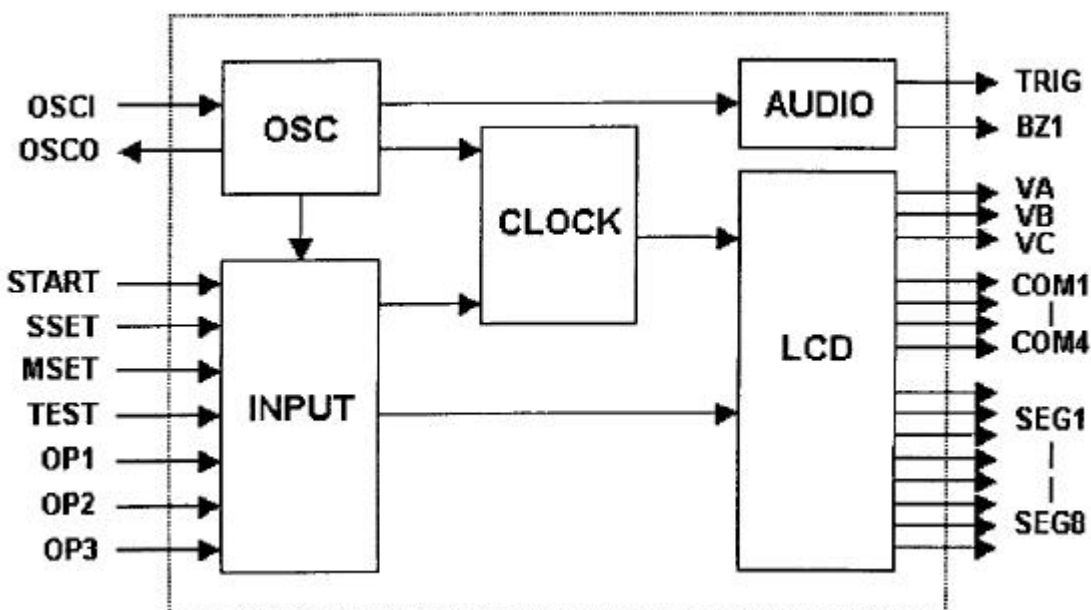 OSCI
OSCO
START
SSET
MSET
TEST
OP1
OP2
OP3
OSC
INPUT
CLOCK
AUDIO
LCD
TRIG
BZ1
VA
VB
VC
COM1
COM4
SEG1
SEG8